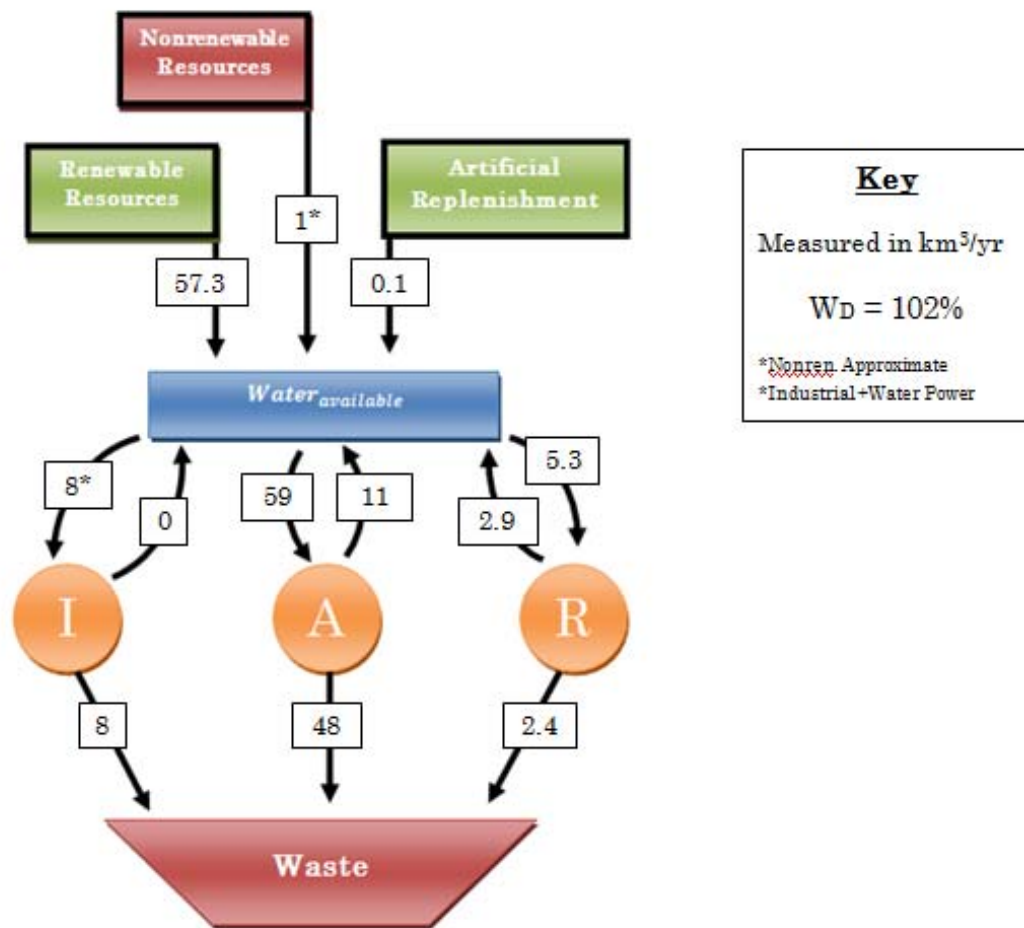 Nonrenewable
Resources
Renewable
Resources
Artificial
Replenishment
1*
57.3
0.1
Key
Measured in km³/yr
WD = 102%
*Nonren. Approximate
*Industrial+Water Power
Water available
8*
0
59
11
2.9
5.3
I
A
R
8
48
2.4
Waste